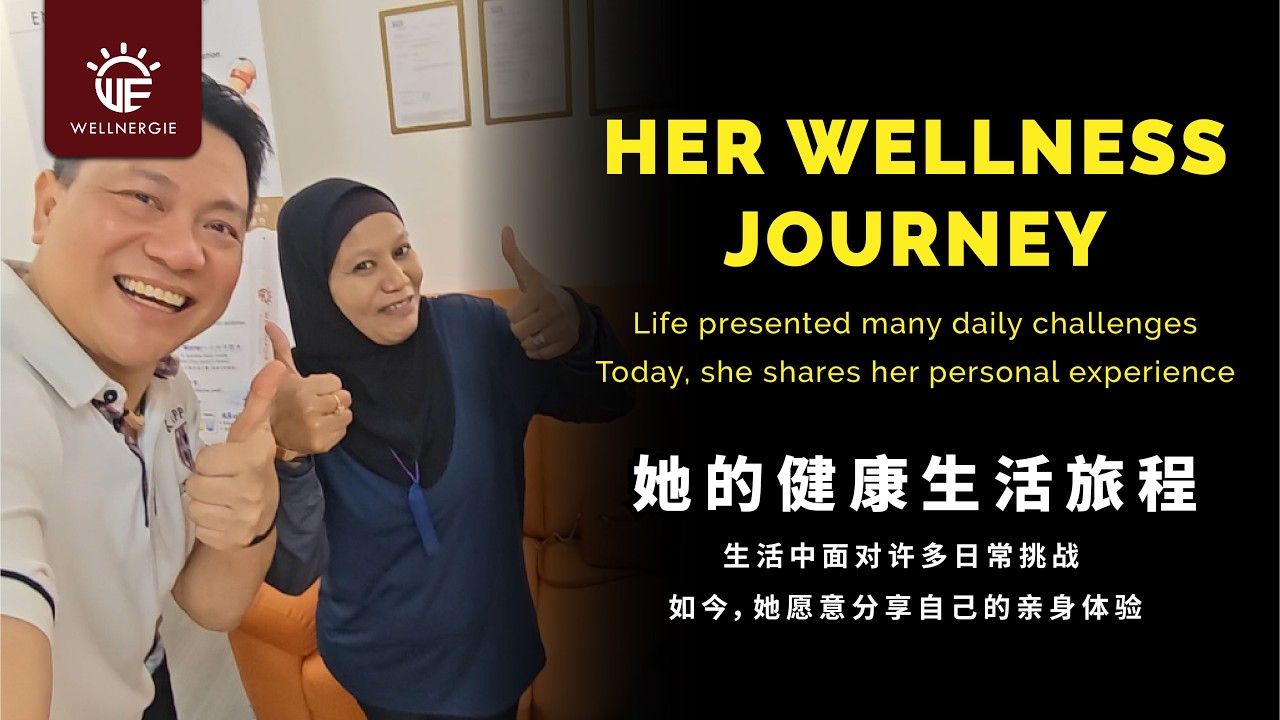 WELLNERGIE
HER WELLNESS
JOURNEY
Life presented many daily challenges
Today, she shares her personal experience
她的健康生活旅程
生活中面对许多日常挑战
如今，她愿意分享自己的亲身体验